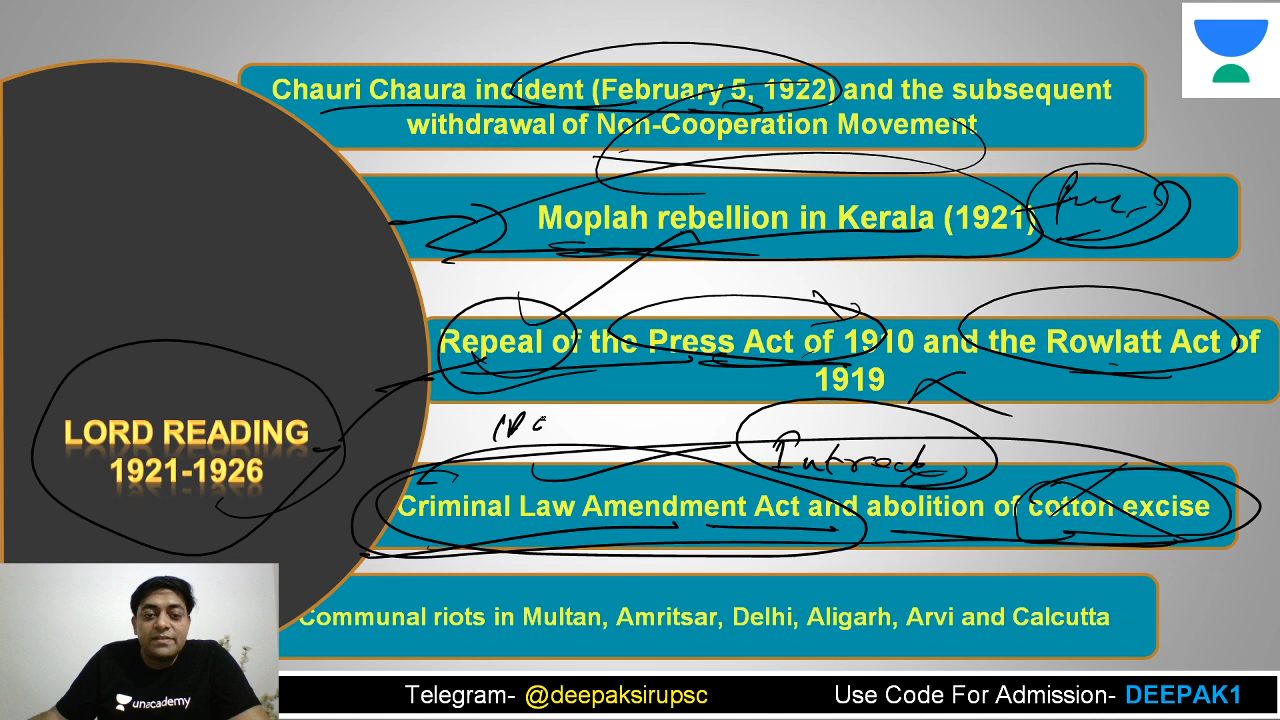 Chauri Chaura incident (February 5, 1922) and the subsequent
withdrawal of Non-Cooperation Movement
Moplah rebellion in Kerala (1921)
Repeal of the Press Act of 1910 and the Rowlatt Act of
1919
LORD READING
1921-1926
Criminal Law Amendment Act and abolition of cotton excise
Communal riots in Multan, Amritsar, Delhi, Aligarh, Arvi and Calcutta
unacademy
Telegram- @deepaksirupsc
Use Code For Admission- DEEPAK1